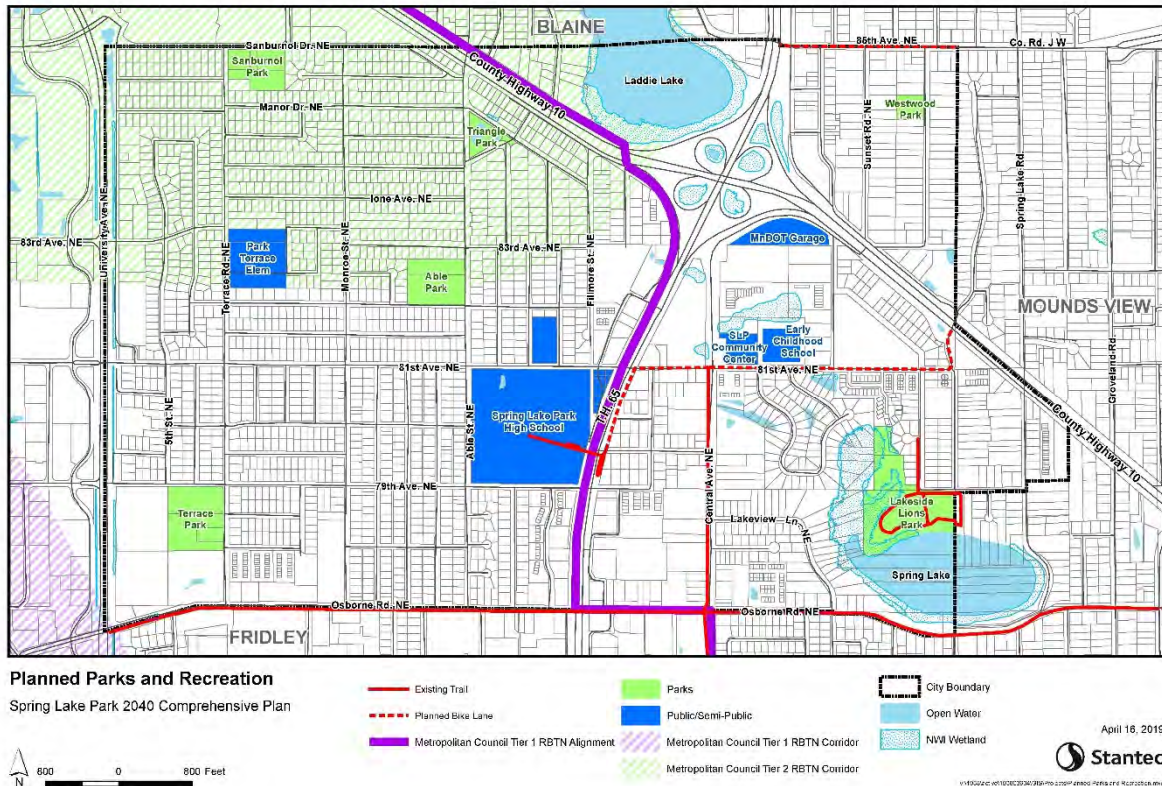 BLAINE
Sanburnol Dr. NE
85th Ave. NE
Co. Rd. J W
Sanburnol
Park
County Highway 10
Laddie Lake
Manor Dr. NE
Westwood
Park
Triangle
Park
Sunset Rd. NE
Spring Lake Rd.
Ione Ave. NE
University Ave. NE
83rd Ave. NE
Park
Terrace
Elem
Terrace Rd. NE
Monroe St. NE
83rd Ave. NE
Fillmore St. NE
MnDOT Garage
Able
Park
MOUNDS VIEW
SLP
Community
Center
Early
Childhood
School
Groveland Rd.
81st Ave. NE
81st Ave. NE
T.H. 65
County Highway 10
5th St. NE
Able St. NE
Spring Lake Park
High School
Central Ave. NE
79th Ave. NE
Terrace
Park
Lakeview Ln. NE
Lakeside
Lions
Park
Spring Lake
Osborne Rd. NE
Osborne Rd. NE
FRIDLEY
Planned Parks and Recreation
Spring Lake Park 2040 Comprehensive Plan
Existing Trail
Planned Bike Lane
Metropolitan Council Tier 1 RBTN Alignment
Parks
Public/Semi-Public
Metropolitan Council Tier 1 RBTN Corridor
Metropolitan Council Tier 2 RBTN Corridor
City Boundary
Open Water
NWI Wetland
April 16, 2019
N
800 0 800 Feet
Stantec